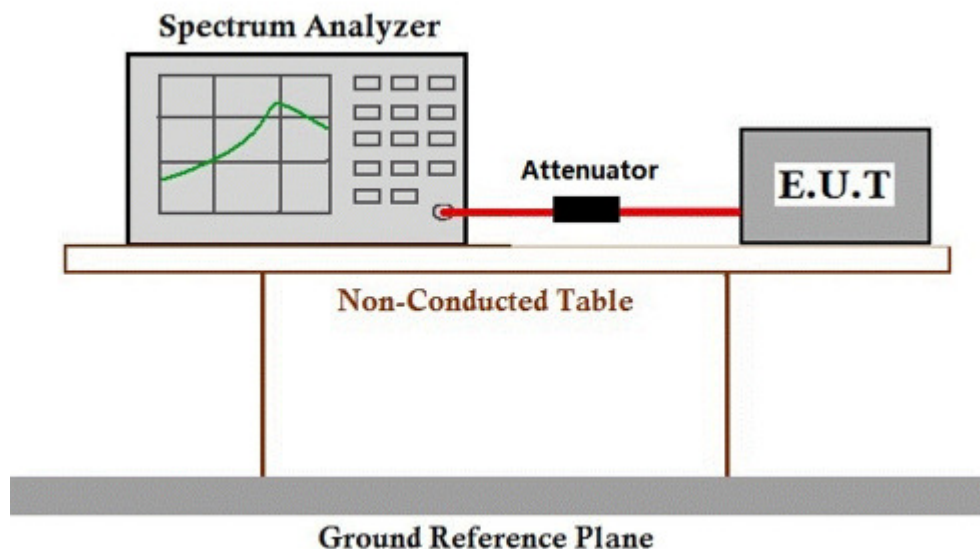 Spectrum Analyzer
Attenuator
E.U.T
Non-Conducted Table
Ground Reference Plane